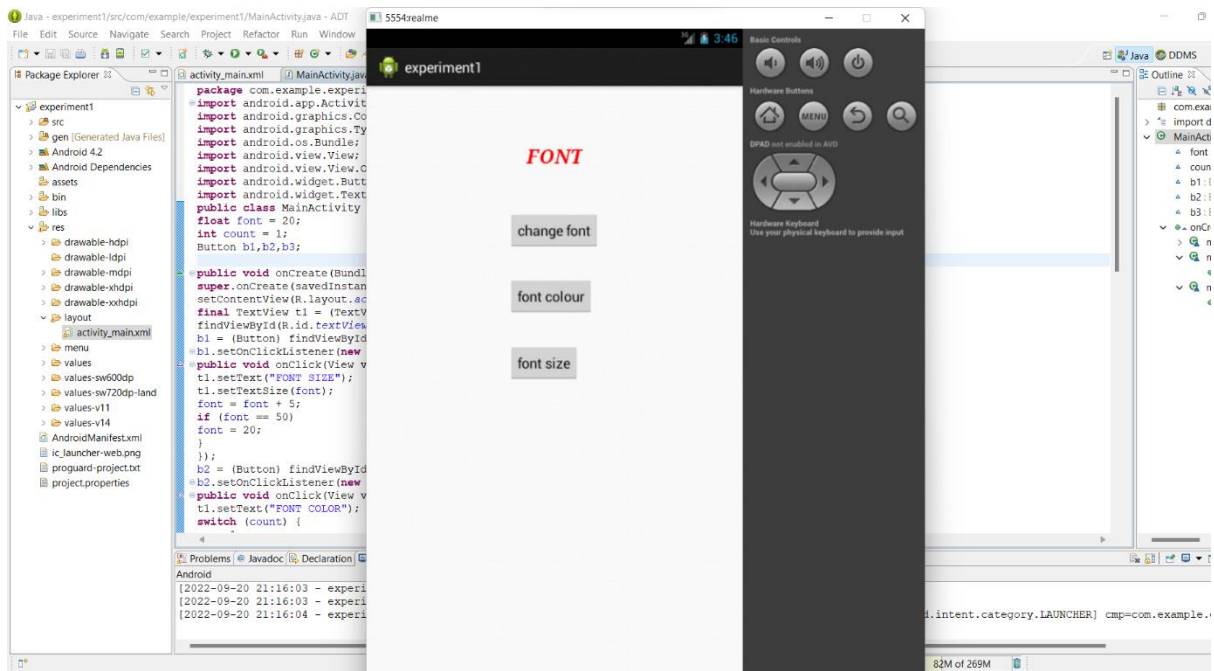 Java - experiment1/src/com/example/experiment1/MainActivity.java - ADT
5554:realme
File Edit Source Navigate Search Project Refactor Run Window
3:46
Basic Controls
Java DDMS
Package Explorer
activity_main.xml
MainActivity.java
Outline
experiment1
src
gen [Generated Java Files]
Android 4.2
Android Dependencies
assets
bin
libs
res
drawable-hdpi
drawable-ldpi
drawable-mdpi
drawable-xhdpi
drawable-xxhdpi
layout
activity_main.xml
menu
values
values-sw600dp
values-sw720dp-land
values-v11
values-v14
AndroidManifest.xml
ic_launcher-web.png
proguard-project.txt
project.properties
package com.example.experi
import android.app.Activit
import android.graphics.Co
import android.graphics.Ty
import android.os.Bundle;
import android.view.View;
import android.view.View.O
import android.widget.Butt
import android.widget.Text
public class MainActivity
float font = 20;
int count = 1;
Button b1,b2,b3;
public void onCreate(Bundl
super.onCreate(savedInstan
setContentView(R.layout.ac
final TextView t1 = (TextV
findViewById(R.id.textView
b1 = (Button) findViewById
b1.setOnClickListener(new
public void onClick(View v
t1.setText("FONT SIZE");
t1.setTextSize(font);
font = font + 5;
if (font == 50)
font = 20;
}
});
b2 = (Button) findViewById
b2.setOnClickListener(new
public void onClick(View v
t1.setText("FONT COLOR");
switch (count) {
experiment1
FONT
change font
font colour
font size
Hardware Buttons
MENU
DPAD not enabled in AVD
Hardware Keyboard
Use your physical keyboard to provide input
com.exa
import d
MainActi
font
coun
b1 : B
b2 : B
b3 : B
onCr
Problems Javadoc Declaration
Android
[2022-09-20 21:16:03 - experi
[2022-09-20 21:16:03 - experi
[2022-09-20 21:16:04 - experi
d.intent.category.LAUNCHER] cmp=com.example.
82M of 269M